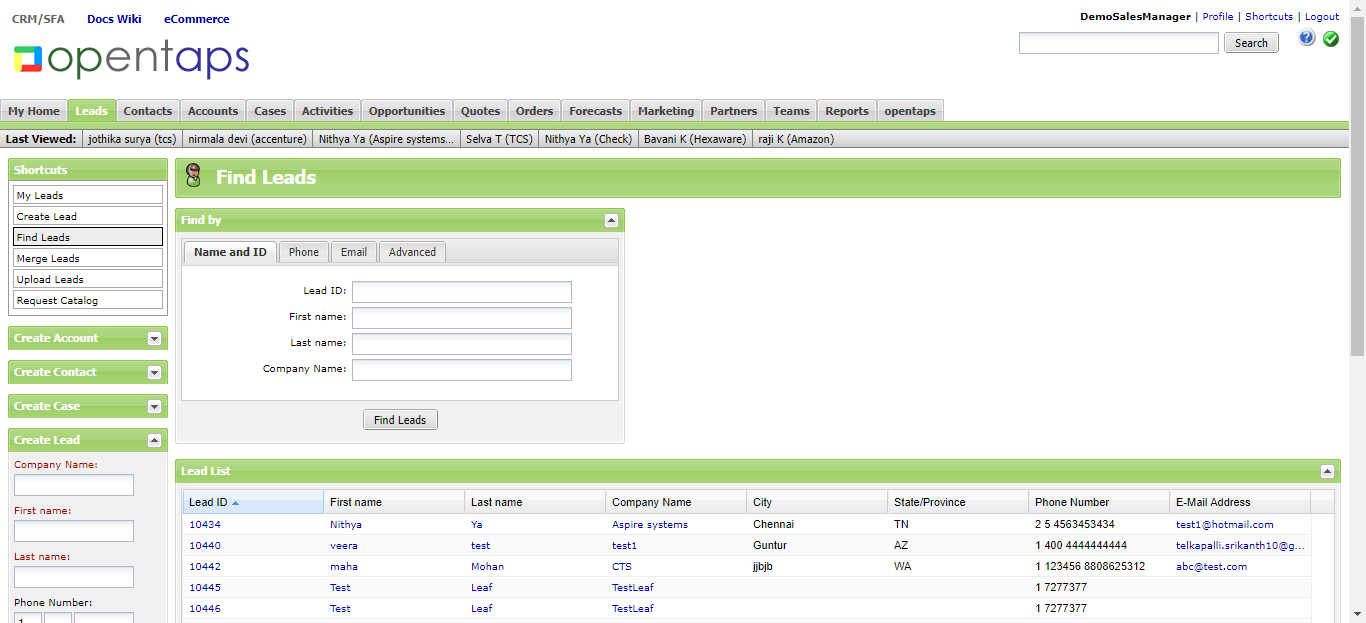 CRM/SFA Docs Wiki eCommerce
DemoSalesManager | Profile | Shortcuts | Logout
opentaps
Search
My Home Leads Contacts Accounts Cases Activities Opportunities Quotes Orders Forecasts Marketing Partners Teams Reports opentaps
Last Viewed: jothika surya (tcs) nirmala devi (accenture) Nithya Ya (Aspire systems... Selva T (TCS) Nithya Ya (Check) Bavani K (Hexaware) raji K (Amazon)
Shortcuts
My Leads
Create Lead
Find Leads
Merge Leads
Upload Leads
Request Catalog
Create Account
Create Contact
Create Case
Create Lead
Company Name:
First name:
Last name:
Phone Number:
1
Find Leads
Find by
Name and ID Phone Email Advanced
Lead ID:
First name:
Last name:
Company Name:
Find Leads
Lead List
Lead ID First name Last name Company Name City State/Province Phone Number E-Mail Address
10434 Nithya Ya Aspire systems Chennai TN 2 5 4563453434 test1@hotmail.com
10440 veera test test1 Guntur AZ 1 400 4444444444 telkapalli.srikanth10@g...
10442 maha Mohan CTS jjbjb WA 1 123456 8808625312 abc@test.com
10445 Test Leaf TestLeaf 1 7277377
10446 Test Leaf TestLeaf 1 7277377